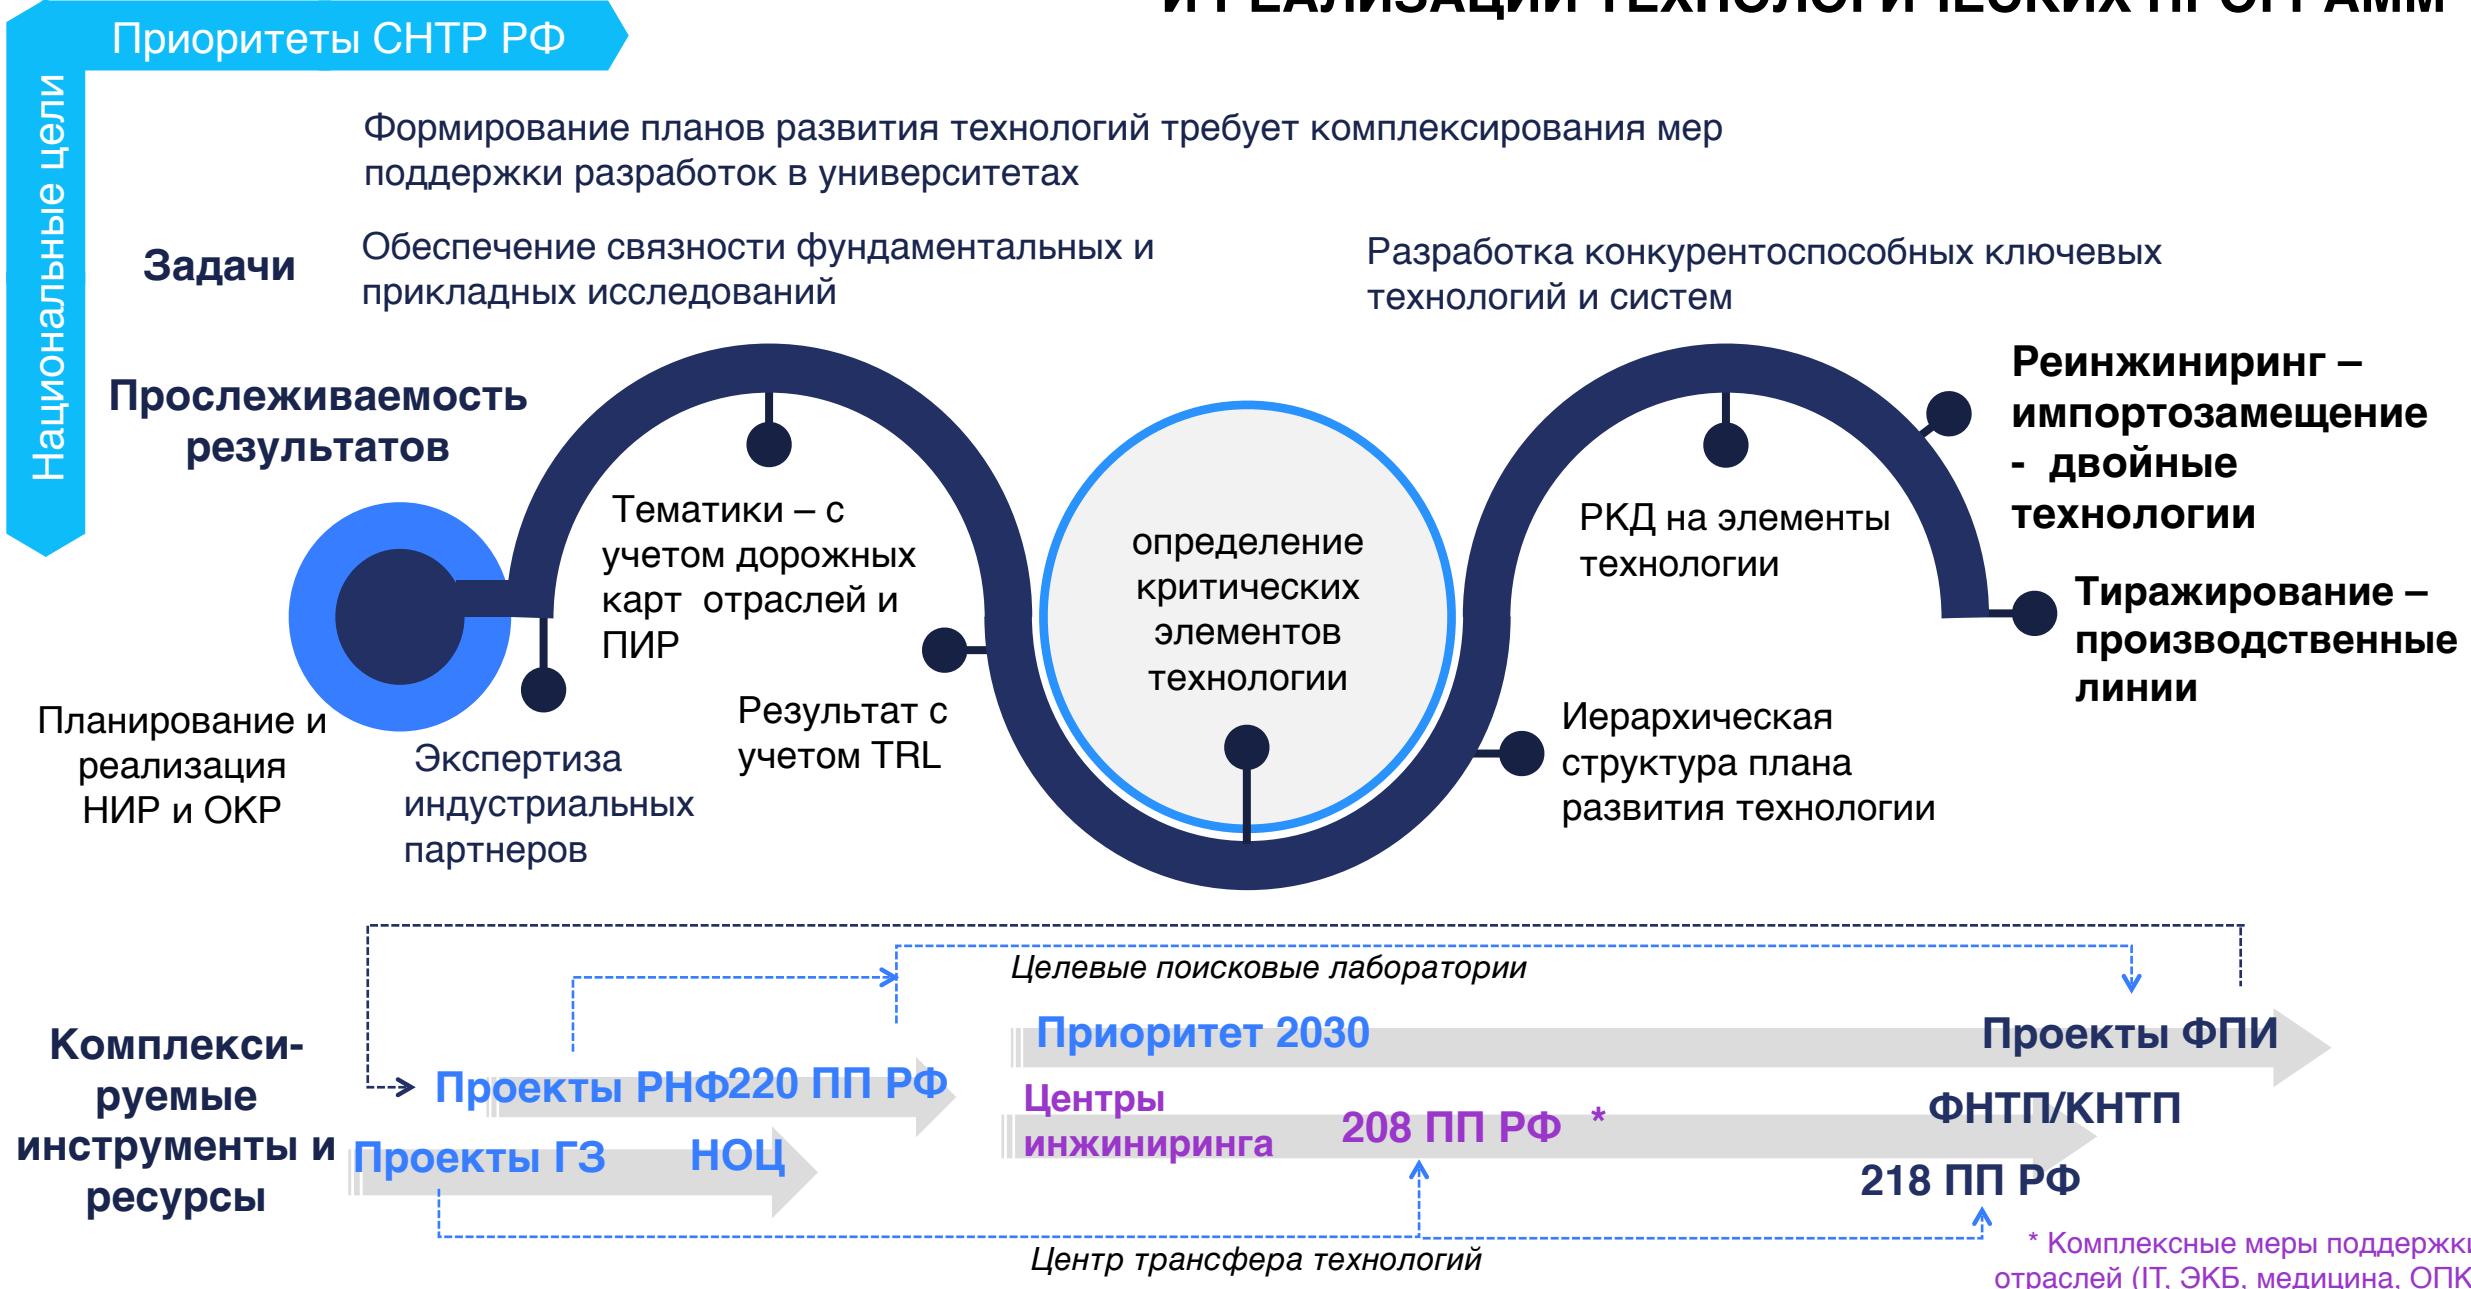 И РЕАЛИЗАЦИИ ТЕХНОЛОГИЧЕСКИХ ПРОГРАММ
Приоритеты СНТР РФ
Национальные цели
Формирование планов развития технологий требует комплексирования мер
поддержки разработок в университетах
Задачи
Обеспечение связности фундаментальных и
прикладных исследований
Разработка конкурентоспособных ключевых
технологий и систем
Прослеживаемость
результатов
Планирование и
реализация
НИР и ОКР
Экспертиза
индустриальных
партнеров
Тематики – с
учетом дорожных
карт отраслей и
ПИР
Результат с
учетом TRL
определение
критических
элементов
технологии
РКД на элементы
технологии
Иерархическая
структура плана
развития технологии
Реинжиниринг –
импортозамещение
- двойные
технологии
Тиражирование –
производственные
линии
Комплекси-
руемые
инструменты и
ресурсы
Целевые поисковые лаборатории
Приоритет 2030
Проекты ФПИ
Проекты РНФ
220 ПП РФ
Центры
инжиниринга
208 ПП РФ *
ФНТП/КНТП
Проекты ГЗ
НОЦ
218 ПП РФ
Центр трансфера технологий
* Комплексные меры поддержки
отраслей (IT, ЭКБ, медицина, ОПК